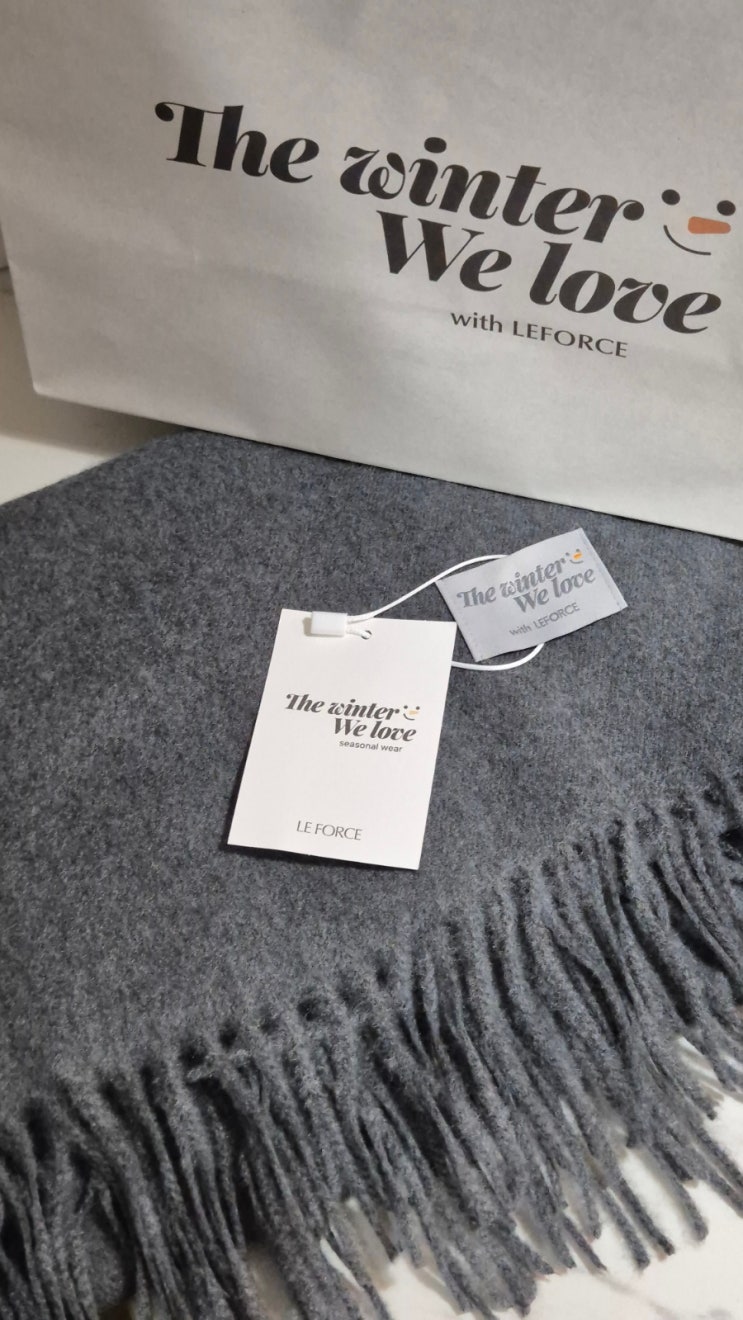 The winter
We love
with LEFORCE
The winter
We love
with LEFORCE
The winter
We love
seasonal wear
LE FORCE